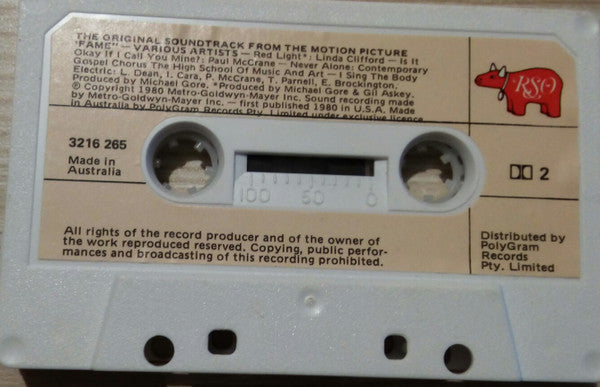 THE ORIGINAL SOUNDTRACK FROM THE MOTION PICTURE
'FAME' — VARIOUS ARTISTS — Red Light*: Linda Clifford — Is It
Okay If I Call You Mine?: Paul McCrane — Never Alone: Contemporary
Gospel Chorus The High School Of Music And Art — I Sing The Body
Electric: L. Dean, I. Cara, P. McCrane, T. Parnell, E. Brockington.
Produced by Michael Gore. *Produced by Michael Gore & Gil Askey.
© Copyright 1980 Metro-Goldwyn-Mayer Inc. Sound recording made
by Metro-Goldwyn-Mayer Inc. — first published 1980 in U.S.A. Made
in Australia by PolyGram Records Pty. Limited under exclusive licence
RSO
3216 265
Made in
Australia
100 50 0
2
All rights of the record producer and of the owner of
the work reproduced reserved. Copying, public perfor-
mances and broadcasting of this recording prohibited.
Distributed by
PolyGram
Records
Pty. Limited